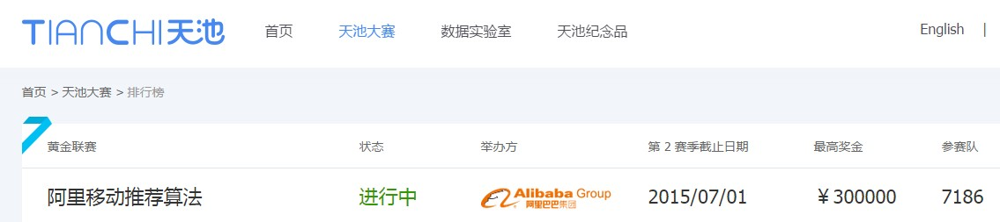 TIANCHI天池 首页 天池大赛 数据实验室 天池纪念品 English |
首页 > 天池大赛 > 排行榜
黄金联赛 状态 举办方 第 2 赛季截止日期 最高奖金 参赛队
阿里移动推荐算法 进行中 Alibaba Group 阿里巴巴集团 2015/07/01 ¥300000 7186